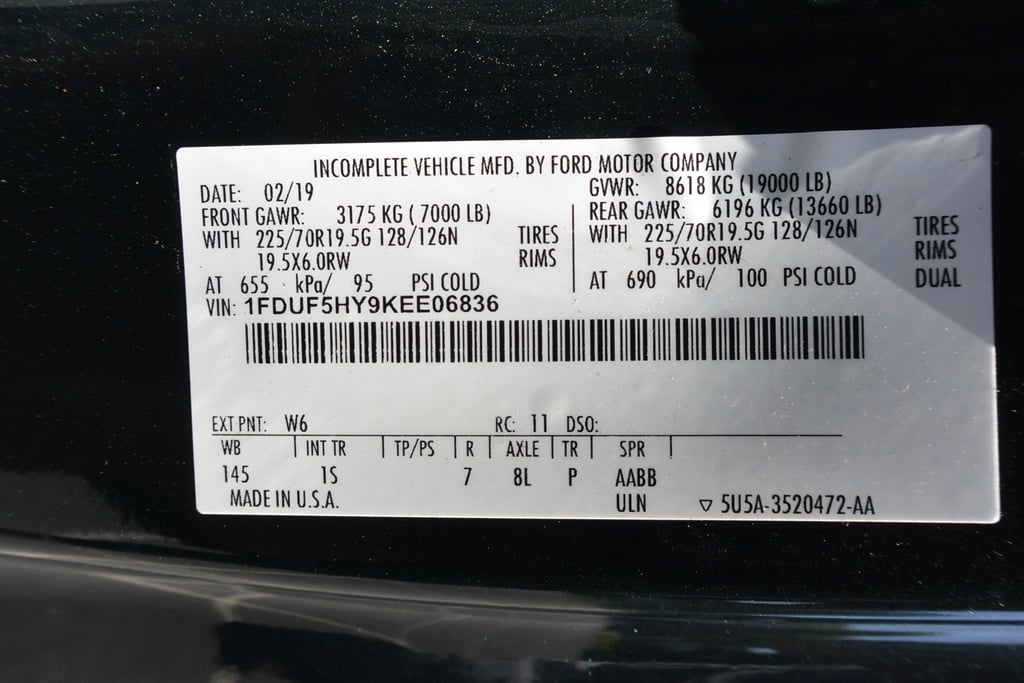 INCOMPLETE VEHICLE MFD. BY FORD MOTOR COMPANY
DATE: 02/19 GVWR: 8618 KG (19000 LB)
FRONT GAWR: 3175 KG ( 7000 LB) REAR GAWR: 6196 KG (13660 LB)
WITH 225/70R19.5G 128/126N TIRES WITH 225/70R19.5G 128/126N TIRES
19.5X6.0RW RIMS 19.5X6.0RW RIMS
AT 655 kPa/ 95 PSI COLD AT 690 kPa/ 100 PSI COLD DUAL
VIN: 1FDUF5HY9KEE06836
EXT PNT: W6 RC: 11 DSO:
WB | INT TR | TP/PS | R | AXLE | TR | SPR |
145 1S 7 8L P AABB
MADE IN U.S.A. ULN ▽ 5U5A-3520472-AA